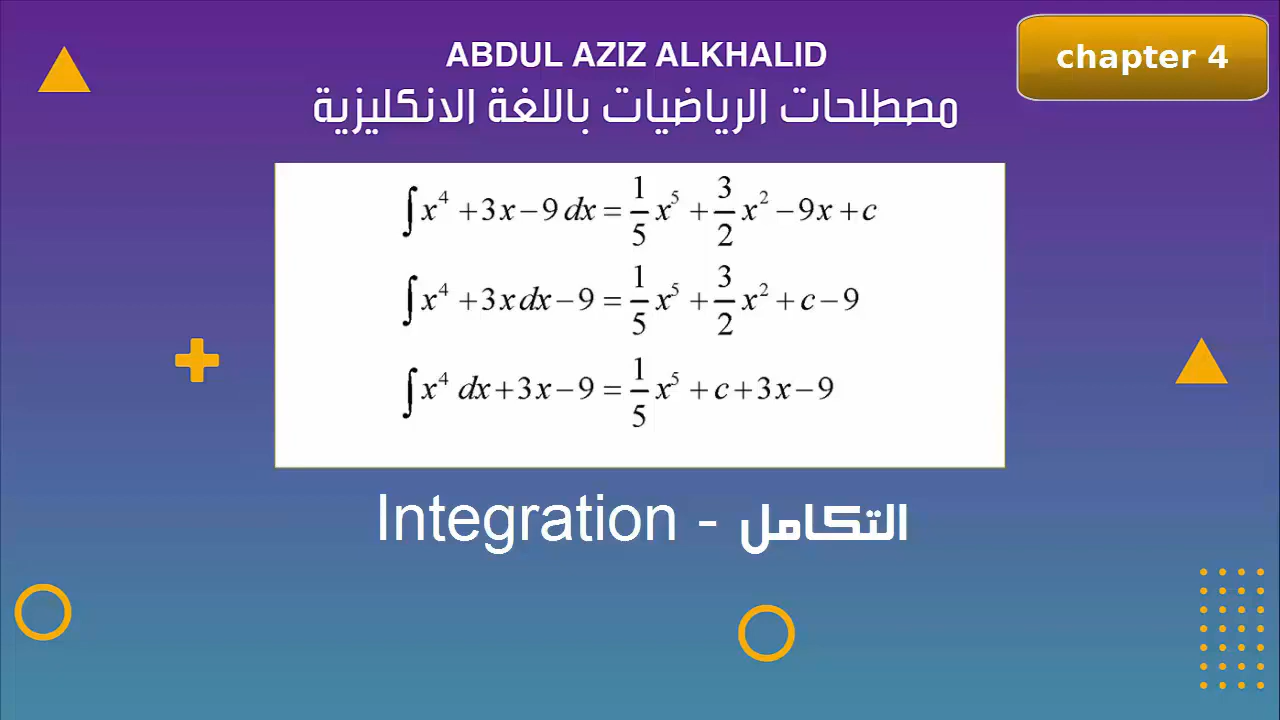 ABDUL AZIZ ALKHALID
chapter 4
مصطلحات الرياضيات باللغة الانكليزية
∫ x⁴ + 3x − 9 dx = 1/5 x⁵ + 3/2 x² − 9x + c
∫ x⁴ + 3x dx − 9 = 1/5 x⁵ + 3/2 x² + c − 9
∫ x⁴ dx + 3x − 9 = 1/5 x⁵ + c + 3x − 9
Integration - التكامل